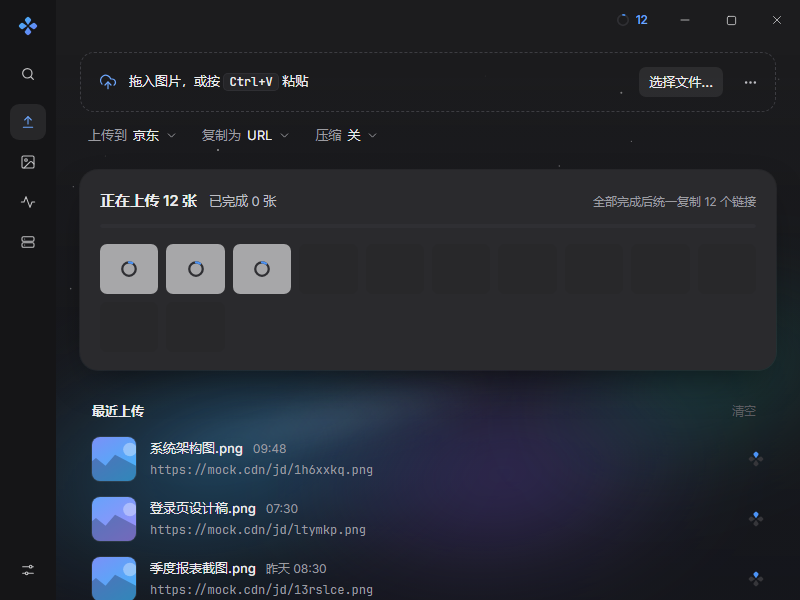 12
拖入图片，或按 Ctrl+V 粘贴
选择文件...
上传到 京东 复制为 URL 压缩 关
正在上传 12 张 已完成 0 张
全部完成后统一复制 12 个链接
最近上传
清空
系统架构图.png 09:48
https://mock.cdn/jd/1h6xxkq.png
登录页设计稿.png 07:30
https://mock.cdn/jd/ltymkp.png
季度报表截图.png 昨天 08:30
https://mock.cdn/jd/13rslce.png